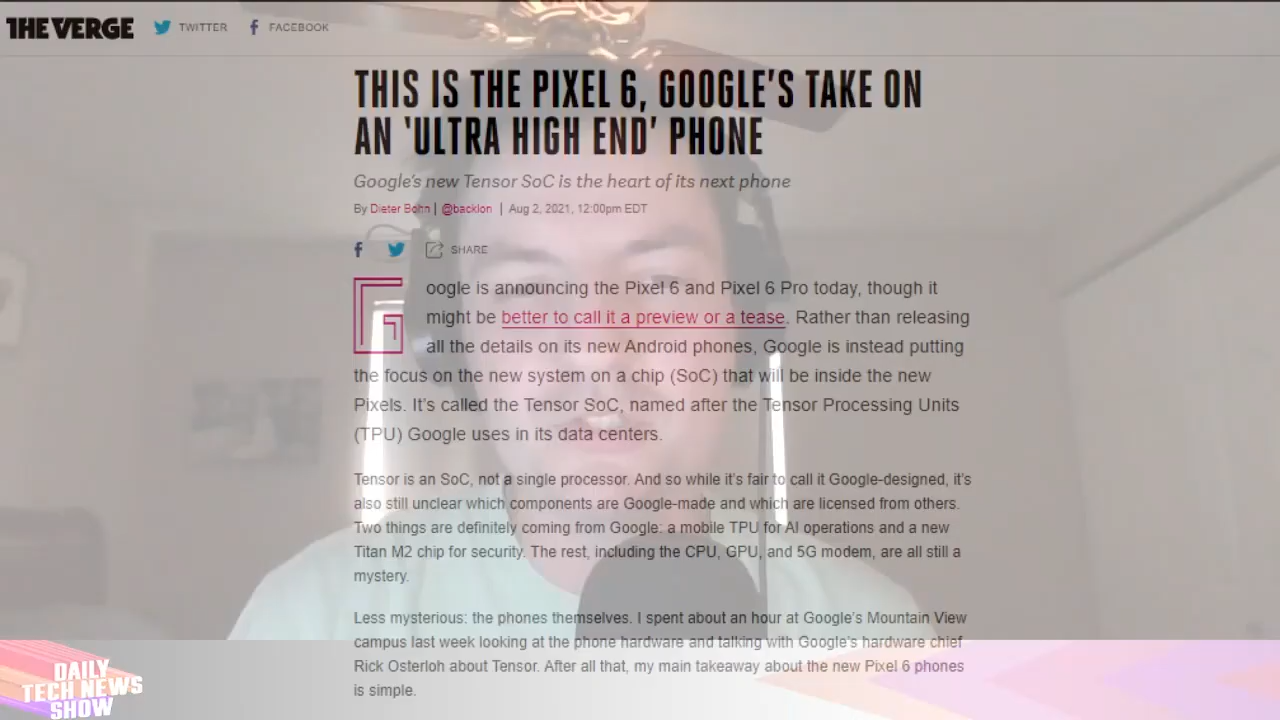 THE VERGE TWITTER FACEBOOK
THIS IS THE PIXEL 6, GOOGLE'S TAKE ON
AN 'ULTRA HIGH END' PHONE
Google's new Tensor SoC is the heart of its next phone
By Dieter Bohn | @backlon | Aug 2, 2021, 12:00pm EDT
SHARE
Google is announcing the Pixel 6 and Pixel 6 Pro today, though it
might be better to call it a preview or a tease. Rather than releasing
all the details on its new Android phones, Google is instead putting
the focus on the new system on a chip (SoC) that will be inside the new
Pixels. It's called the Tensor SoC, named after the Tensor Processing Units
(TPU) Google uses in its data centers.
Tensor is an SoC, not a single processor. And so while it's fair to call it Google-designed, it's
also still unclear which components are Google-made and which are licensed from others.
Two things are definitely coming from Google: a mobile TPU for AI operations and a new
Titan M2 chip for security. The rest, including the CPU, GPU, and 5G modem, are all still a
mystery.
Less mysterious: the phones themselves. I spent about an hour at Google's Mountain View
campus last week looking at the phone hardware and talking with Google's hardware chief
Rick Osterloh about Tensor. After all that, my main takeaway about the new Pixel 6 phones
is simple.
DAILY
TECH NEWS
SHOW